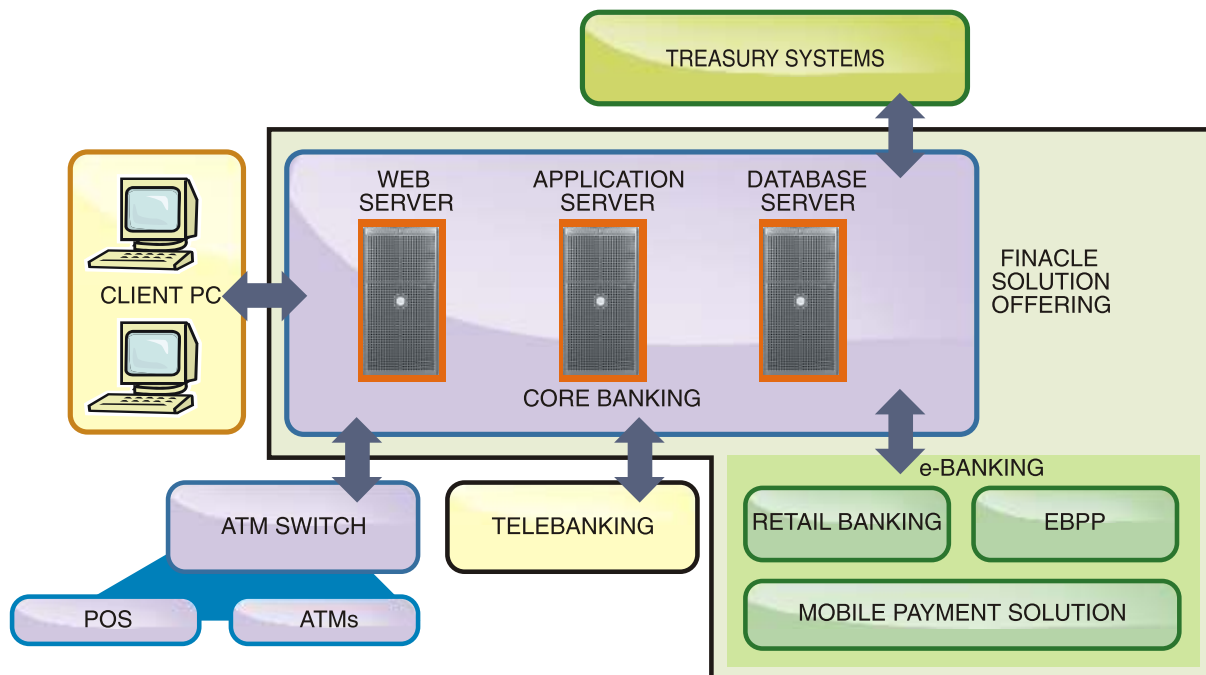 TREASURY SYSTEMS
WEB
SERVER
APPLICATION
SERVER
DATABASE
SERVER
CLIENT PC
FINACLE
SOLUTION
OFFERING
CORE BANKING
e-BANKING
ATM SWITCH
TELEBANKING
RETAIL BANKING
EBPP
POS
ATMs
MOBILE PAYMENT SOLUTION